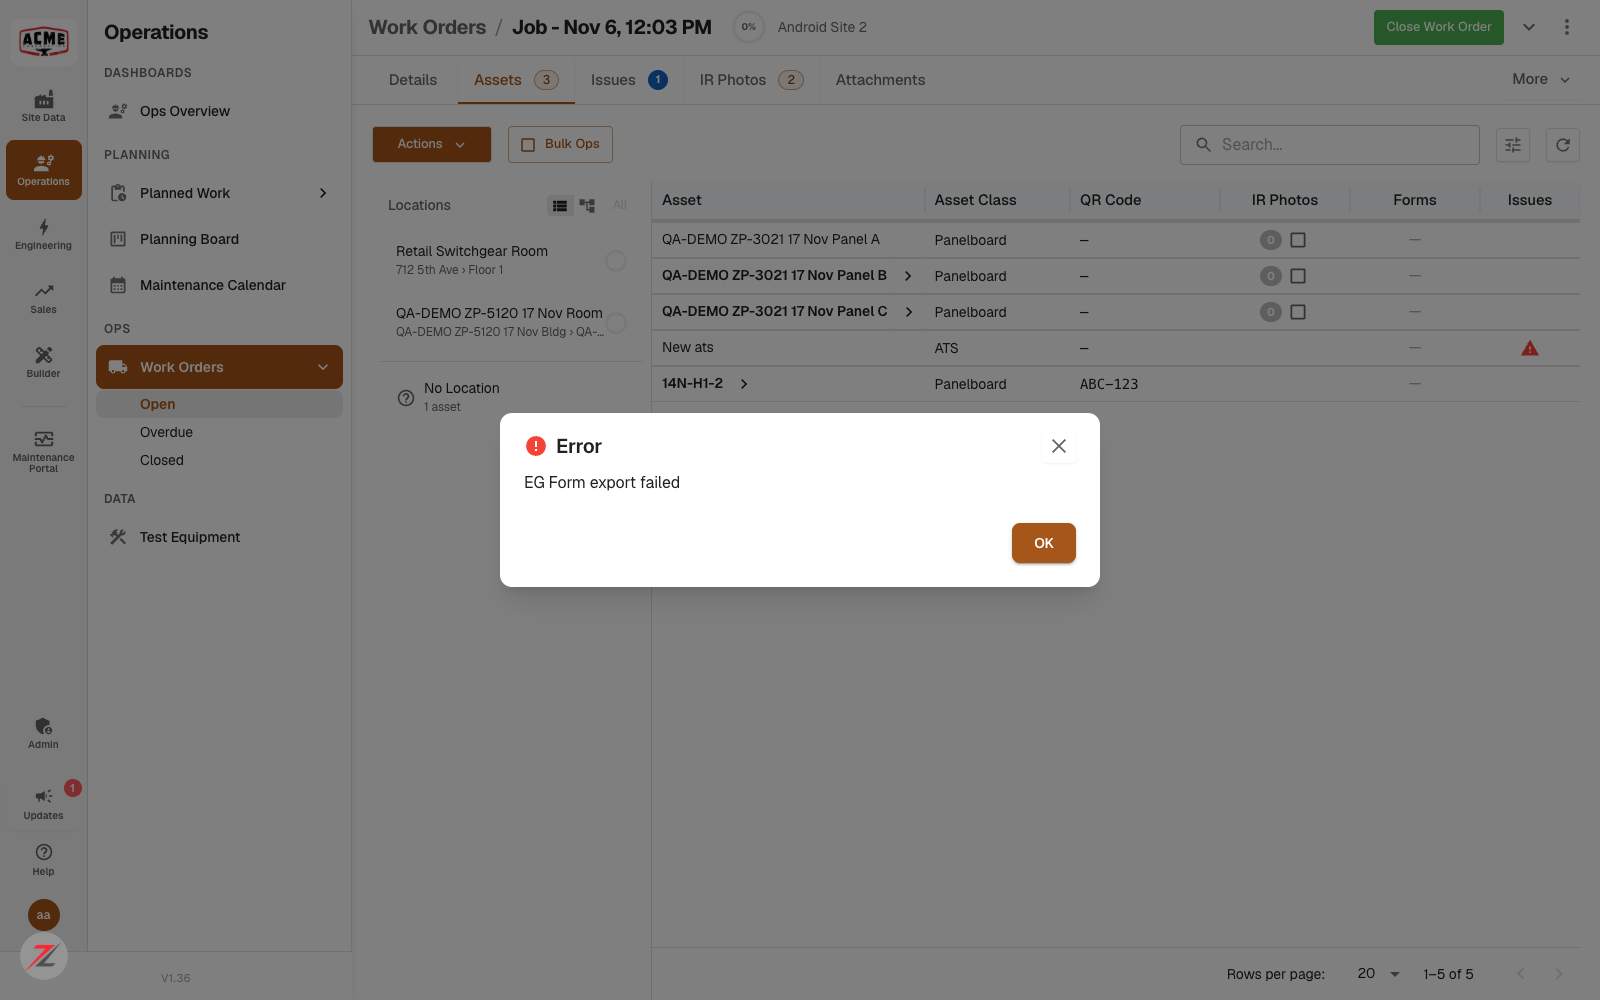 ACME
Site Data
Operations
Engineering
Sales
Builder
Maintenance
Portal
Admin
1
Updates
Help
aa
Operations
DASHBOARDS
Ops Overview
PLANNING
Planned Work
Planning Board
Maintenance Calendar
OPS
Work Orders
Open
Overdue
Closed
DATA
Test Equipment
V1.36
Work Orders / Job - Nov 6, 12:03 PM 0% Android Site 2
Close Work Order
Details Assets 3 Issues 1 IR Photos 2 Attachments More
Actions Bulk Ops Search...
Locations All
Retail Switchgear Room
712 5th Ave › Floor 1
QA-DEMO ZP-5120 17 Nov Room
QA-DEMO ZP-5120 17 Nov Bldg › QA-...
No Location
1 asset
Asset Asset Class QR Code IR Photos Forms Issues
QA-DEMO ZP-3021 17 Nov Panel A Panelboard – 0 —
QA-DEMO ZP-3021 17 Nov Panel B Panelboard – 0 —
QA-DEMO ZP-3021 17 Nov Panel C Panelboard – 0 —
New ats ATS – —
14N-H1-2 Panelboard ABC-123 —
Error
EG Form export failed
OK
Rows per page: 20 1–5 of 5